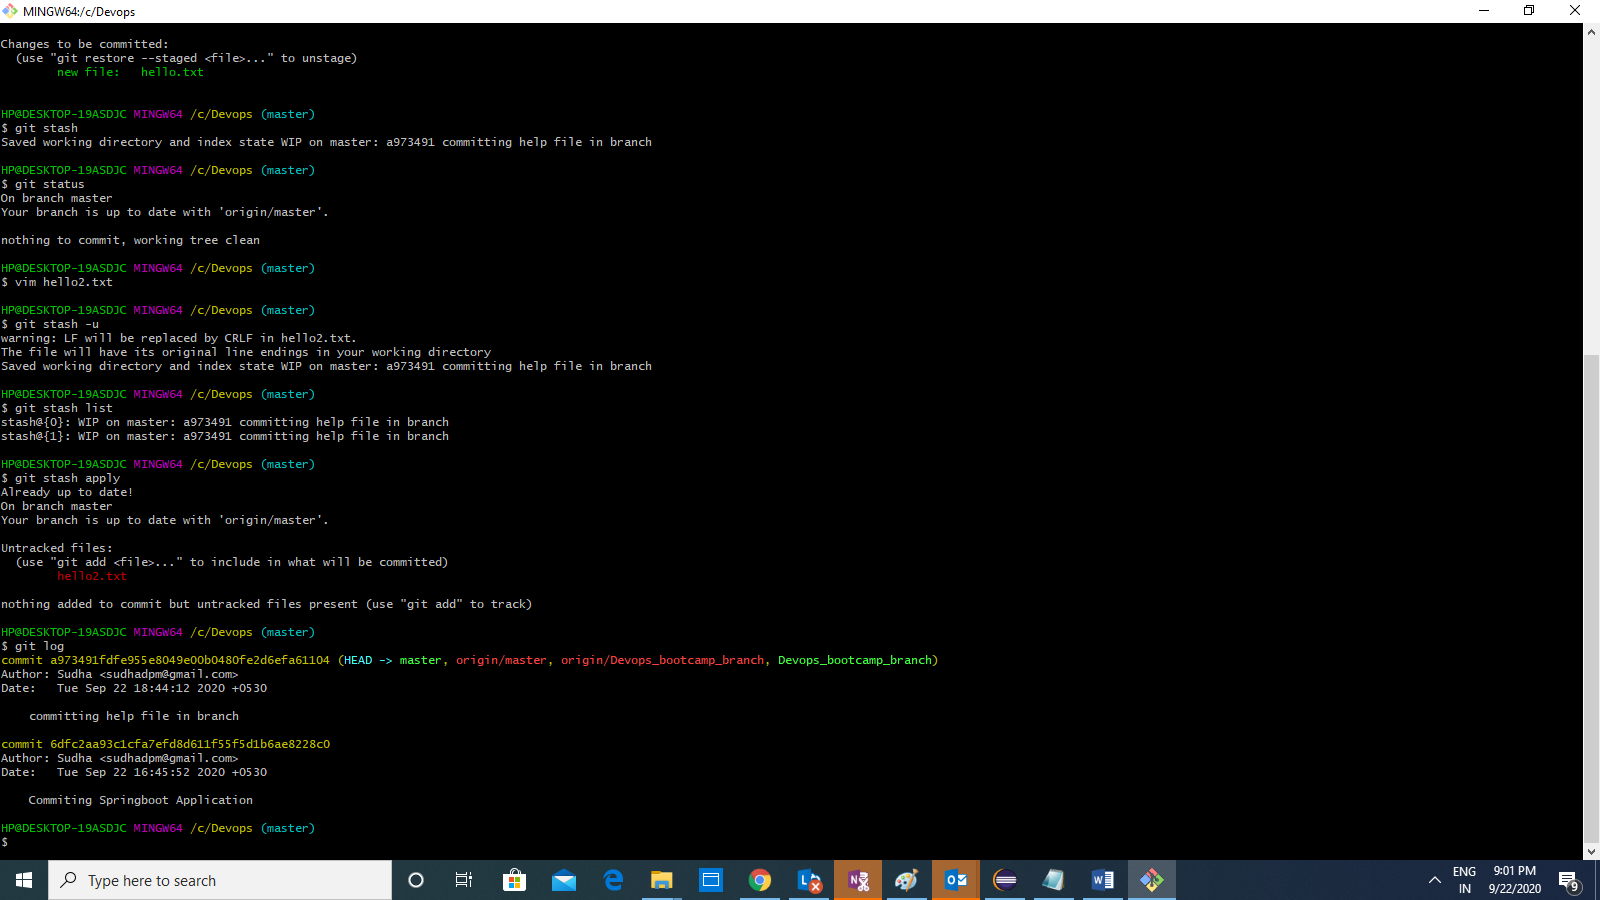 MINGW64:/c/Devops
Changes to be committed:
  (use "git restore --staged <file>..." to unstage)
        new file:   hello.txt
HP@DESKTOP-19ASDJC MINGW64 /c/Devops (master)
$ git stash
Saved working directory and index state WIP on master: a973491 committing help file in branch
HP@DESKTOP-19ASDJC MINGW64 /c/Devops (master)
$ git status
On branch master
Your branch is up to date with 'origin/master'.
nothing to commit, working tree clean
HP@DESKTOP-19ASDJC MINGW64 /c/Devops (master)
$ vim hello2.txt
HP@DESKTOP-19ASDJC MINGW64 /c/Devops (master)
$ git stash -u
warning: LF will be replaced by CRLF in hello2.txt.
The file will have its original line endings in your working directory
Saved working directory and index state WIP on master: a973491 committing help file in branch
HP@DESKTOP-19ASDJC MINGW64 /c/Devops (master)
$ git stash list
stash@{0}: WIP on master: a973491 committing help file in branch
stash@{1}: WIP on master: a973491 committing help file in branch
HP@DESKTOP-19ASDJC MINGW64 /c/Devops (master)
$ git stash apply
Already up to date!
On branch master
Your branch is up to date with 'origin/master'.
Untracked files:
  (use "git add <file>..." to include in what will be committed)
        hello2.txt
nothing added to commit but untracked files present (use "git add" to track)
HP@DESKTOP-19ASDJC MINGW64 /c/Devops (master)
$ git log
commit a973491fdfe955e8049e00b0480fe2d6efa61104 (HEAD -> master, origin/master, origin/Devops_bootcamp_branch, Devops_bootcamp_branch)
Author: Sudha <sudhadpm@gmail.com>
Date:   Tue Sep 22 18:44:12 2020 +0530
    committing help file in branch
commit 6dfc2aa93c1cfa7efd8d611f55f5d1b6ae8228c0
Author: Sudha <sudhadpm@gmail.com>
Date:   Tue Sep 22 16:45:52 2020 +0530
    Commiting Springboot Application
HP@DESKTOP-19ASDJC MINGW64 /c/Devops (master)
$
Type here to search
ENG
IN
9:01 PM
9/22/2020
9